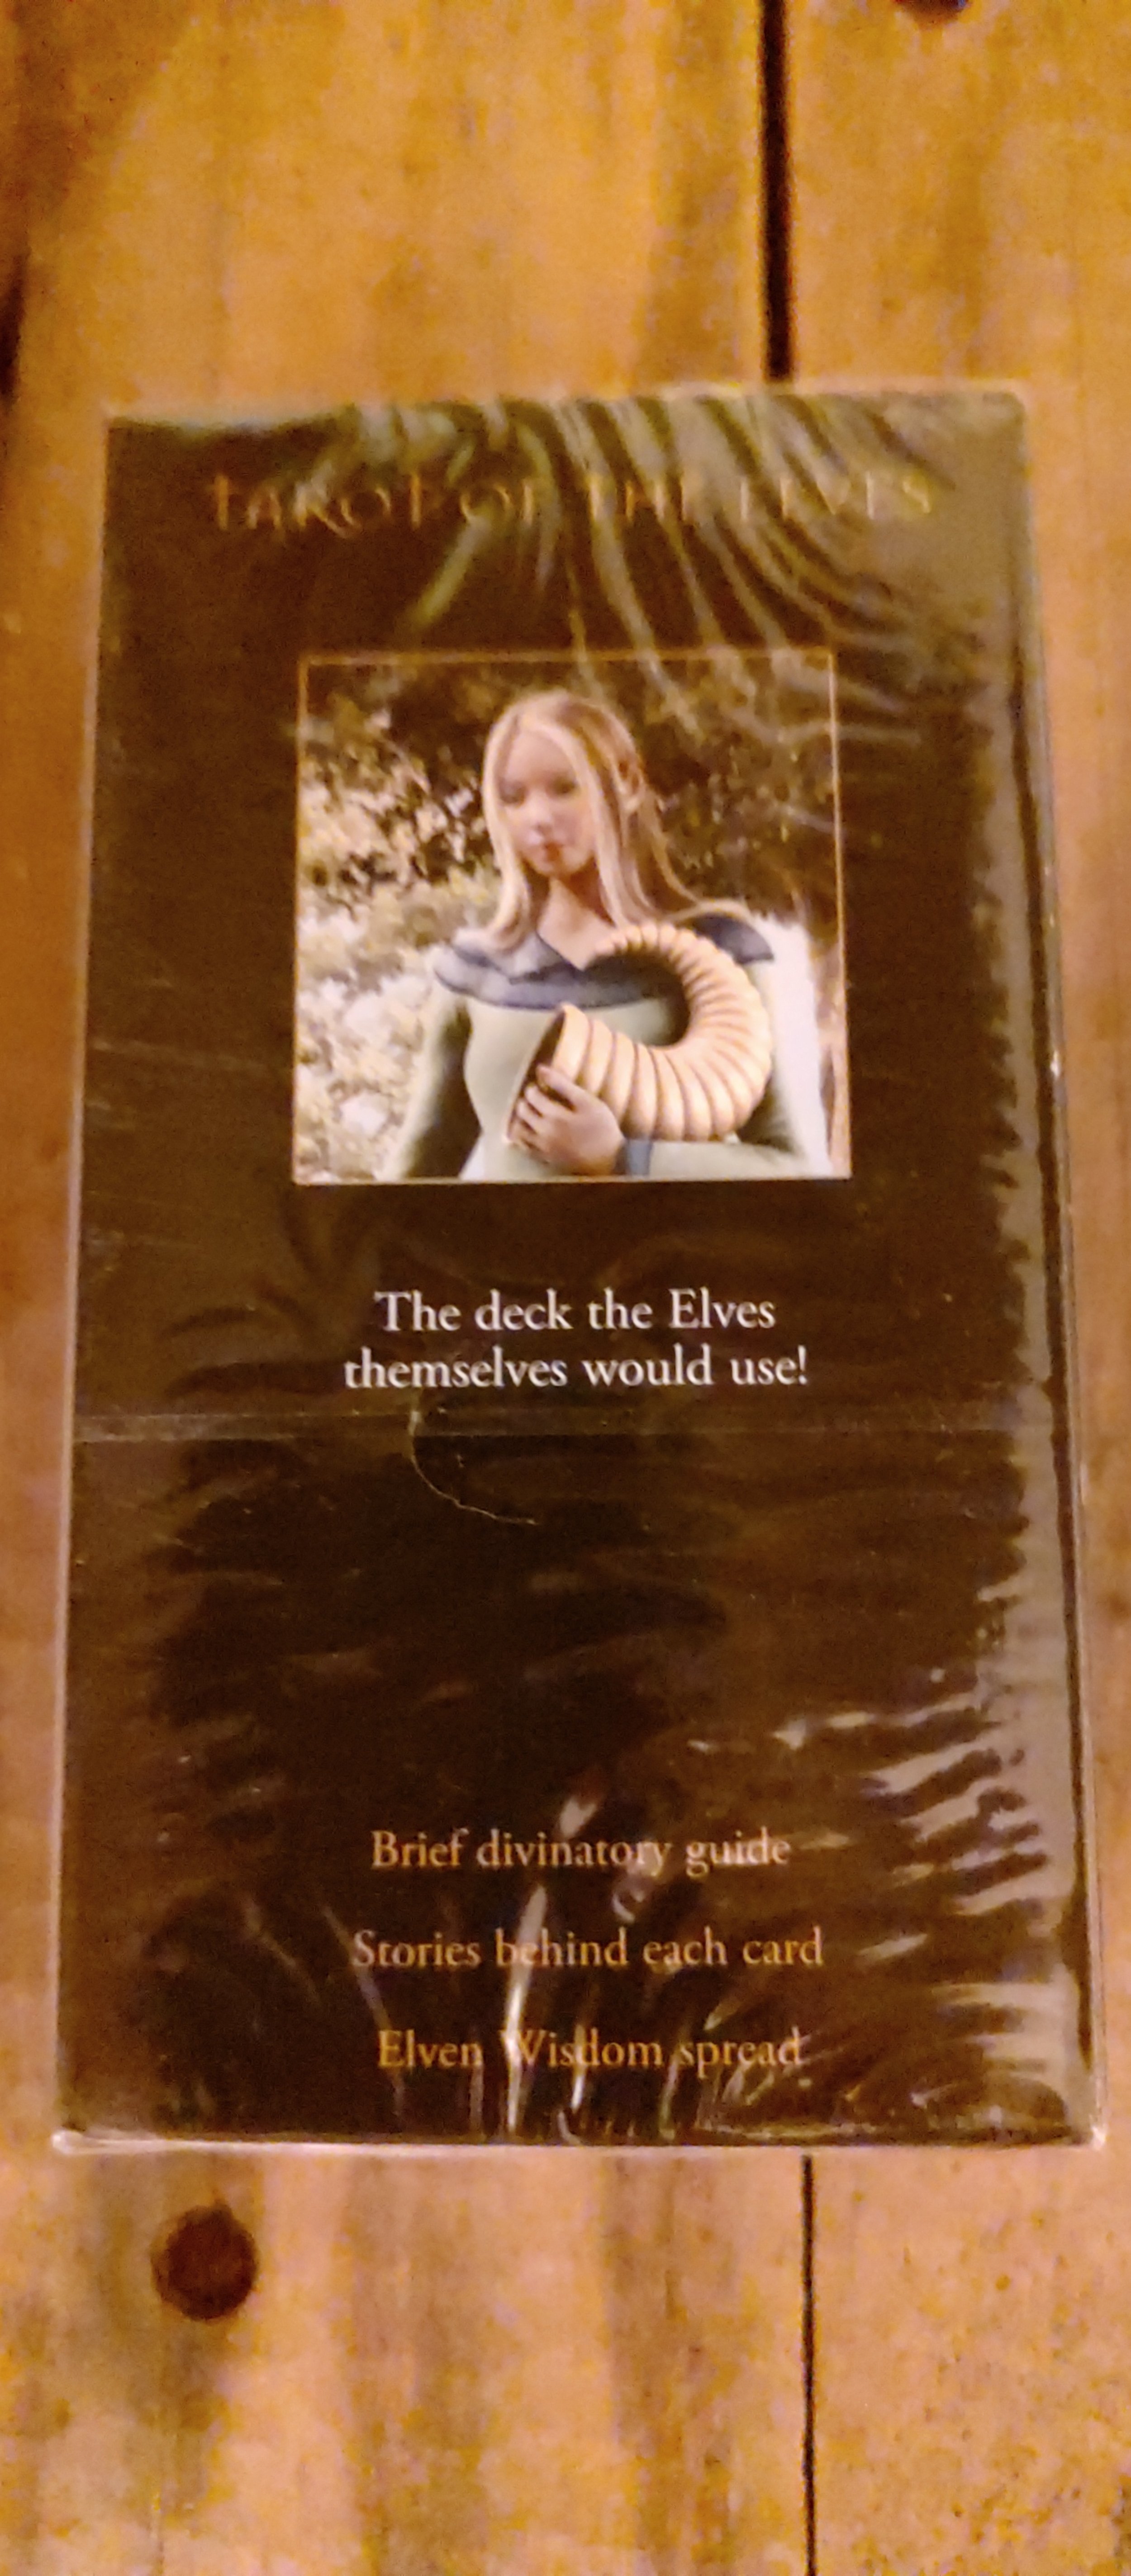 TAROT OF THE ELVES
The deck the Elves
themselves would use!
Brief divinatory guide
Stories behind each card
Elven Wisdom spread